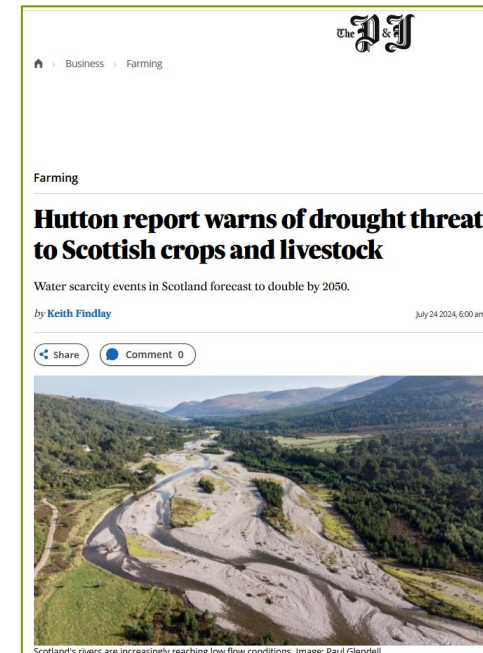 The P&J
Business > Farming
Farming
Hutton report warns of drought threat
to Scottish crops and livestock
Water scarcity events in Scotland forecast to double by 2050.
by Keith Findlay
July 24 2024, 6:00 am
Share
Comment 0
Scotland's rivers are increasingly reaching low flow conditions. Image: Paul Glendell